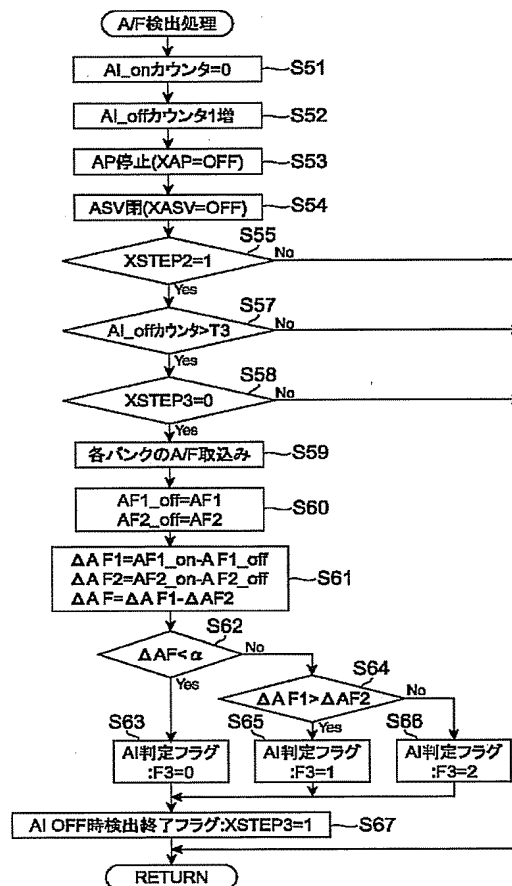 A/F検出処理
AI_onカウンタ=0
S51
AI_offカウンタ1増
S52
AP停止(XAP=OFF)
S53
ASV閉(XASV=OFF)
S54
S55
XSTEP2=1
No
Yes
S57
AI_offカウンタ>T3
No
Yes
S58
XSTEP3=0
No
Yes
各バンクのA/F取込み
S59
AF1_off=AF1
AF2_off=AF2
S60
ΔAF1=AF1_on-AF1_off
ΔAF2=AF2_on-AF2_off
ΔAF=ΔAF1-ΔAF2
S61
S62
ΔAF<α
No
Yes
S64
ΔAF1>ΔAF2
No
Yes
S63
AI判定フラグ
:F3=0
S65
AI判定フラグ
:F3=1
S66
AI判定フラグ
:F3=2
AI OFF時検出終了フラグ:XSTEP3=1
S67
RETURN